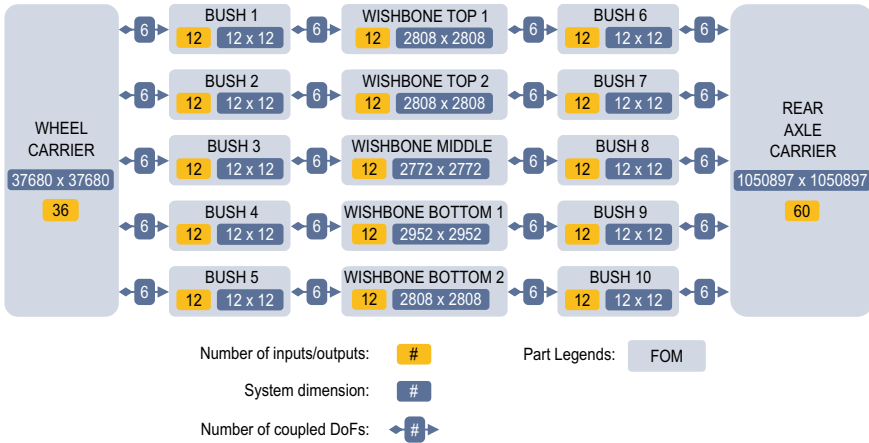 BUSH 1
WISHBONE TOP 1
BUSH 6
6
12
12 x 12
6
12
2808 x 2808
6
12
12 x 12
6
BUSH 2
WISHBONE TOP 2
BUSH 7
6
12
12 x 12
6
12
2808 x 2808
6
12
12 x 12
6
WHEEL
CARRIER
37680 x 37680
36
BUSH 3
WISHBONE MIDDLE
BUSH 8
6
12
12 x 12
6
12
2772 x 2772
6
12
12 x 12
6
REAR
AXLE
CARRIER
1050897 x 1050897
60
BUSH 4
WISHBONE BOTTOM 1
BUSH 9
6
12
12 x 12
6
12
2952 x 2952
6
12
12 x 12
6
BUSH 5
WISHBONE BOTTOM 2
BUSH 10
6
12
12 x 12
6
12
2808 x 2808
6
12
12 x 12
6
Number of inputs/outputs: #
Part Legends: FOM
System dimension: #
Number of coupled DoFs: #